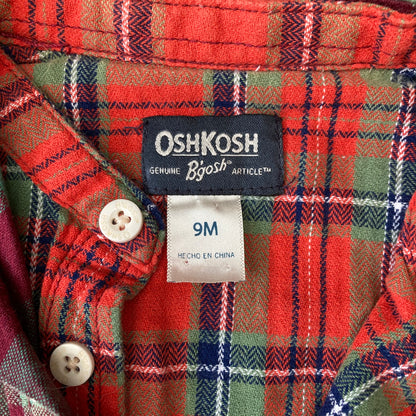 OSHKOSH
GENUINE B'gosh® ARTICLE™
9M
HECHO EN CHINA